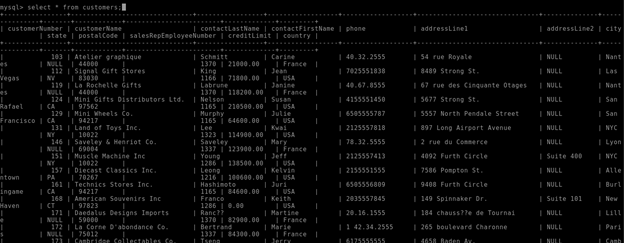 mysql> select * from customers;
| customerNumber | customerName | contactLastName | contactFirstName | phone | addressLine1 | addressLine2 | city
| state | postalCode | salesRepEmployeeNumber | creditLimit | country |
| 103 | Atelier graphique | Schmitt | Carine | 40.32.2555 | 54 rue Royale | NULL | Nant
es | NULL | 44000 | 1370 | 21000.00 | France |
| 112 | Signal Gift Stores | King | Jean | 7025551838 | 8489 Strong St. | NULL | Las
Vegas | NV | 83030 | 1166 | 71800.00 | USA |
| 119 | La Rochelle Gifts | Labrune | Janine | 40.67.8555 | 67 rue des Cinquante Otages | NULL | Nant
es | NULL | 44000 | 1370 | 118200.00 | France |
| 124 | Mini Gifts Distributors Ltd. | Nelson | Susan | 4155551450 | 5677 Strong St. | NULL | San
Rafael | CA | 97562 | 1165 | 210500.00 | USA |
| 129 | Mini Wheels Co. | Murphy | Julie | 6505555787 | 5557 North Pendale Street | NULL | San
Francisco | CA | 94217 | 1165 | 64600.00 | USA |
| 131 | Land of Toys Inc. | Lee | Kwai | 2125557818 | 897 Long Airport Avenue | NULL | NYC
| NY | 10022 | 1323 | 114900.00 | USA |
| 146 | Saveley & Henriot Co. | Saveley | Mary | 78.32.5555 | 2 rue du Commerce | NULL | Lyon
| NULL | 69004 | 1337 | 123900.00 | France |
| 151 | Muscle Machine Inc | Young | Jeff | 2125557413 | 4092 Furth Circle | Suite 400 | NYC
| NY | 10022 | 1286 | 138500.00 | USA |
| 157 | Diecast Classics Inc. | Leong | Kelvin | 2155551555 | 7586 Pompton St. | NULL | Alle
ntown | PA | 70267 | 1216 | 100600.00 | USA |
| 161 | Technics Stores Inc. | Hashimoto | Juri | 6505556809 | 9408 Furth Circle | NULL | Burl
ingame | CA | 94217 | 1165 | 84600.00 | USA |
| 168 | American Souvenirs Inc | Franco | Keith | 2035557845 | 149 Spinnaker Dr. | Suite 101 | New
Haven | CT | 97823 | 1286 | 0.00 | USA |
| 171 | Daedalus Designs Imports | Ranc?? | Martine | 20.16.1555 | 184 chauss??e de Tournai | NULL | Lill
e | NULL | 59000 | 1370 | 82900.00 | France |
| 172 | La Corne D'abondance Co. | Bertrand | Marie | 1 42.34.2555 | 265 boulevard Charonne | NULL | Pari
s | NULL | 75012 | 1337 | 84300.00 | France |
| 173 | Cambridge Collectables Co. | Tseng | Jerry | 6175555555 | 4658 Baden Av. | NULL | Camb